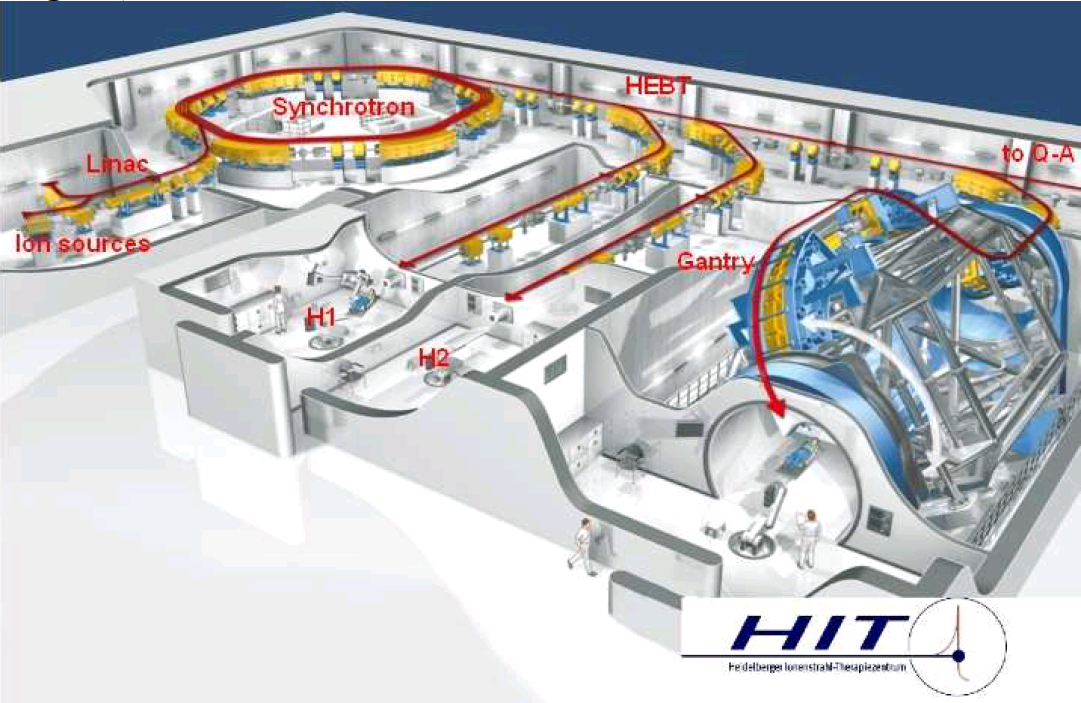 HEBT
Synchrotron
to Q-A
Linac
Ion sources
Gantry
H1
H2
HIT
Heidelberger Ionenstrahl-Therapiezentrum